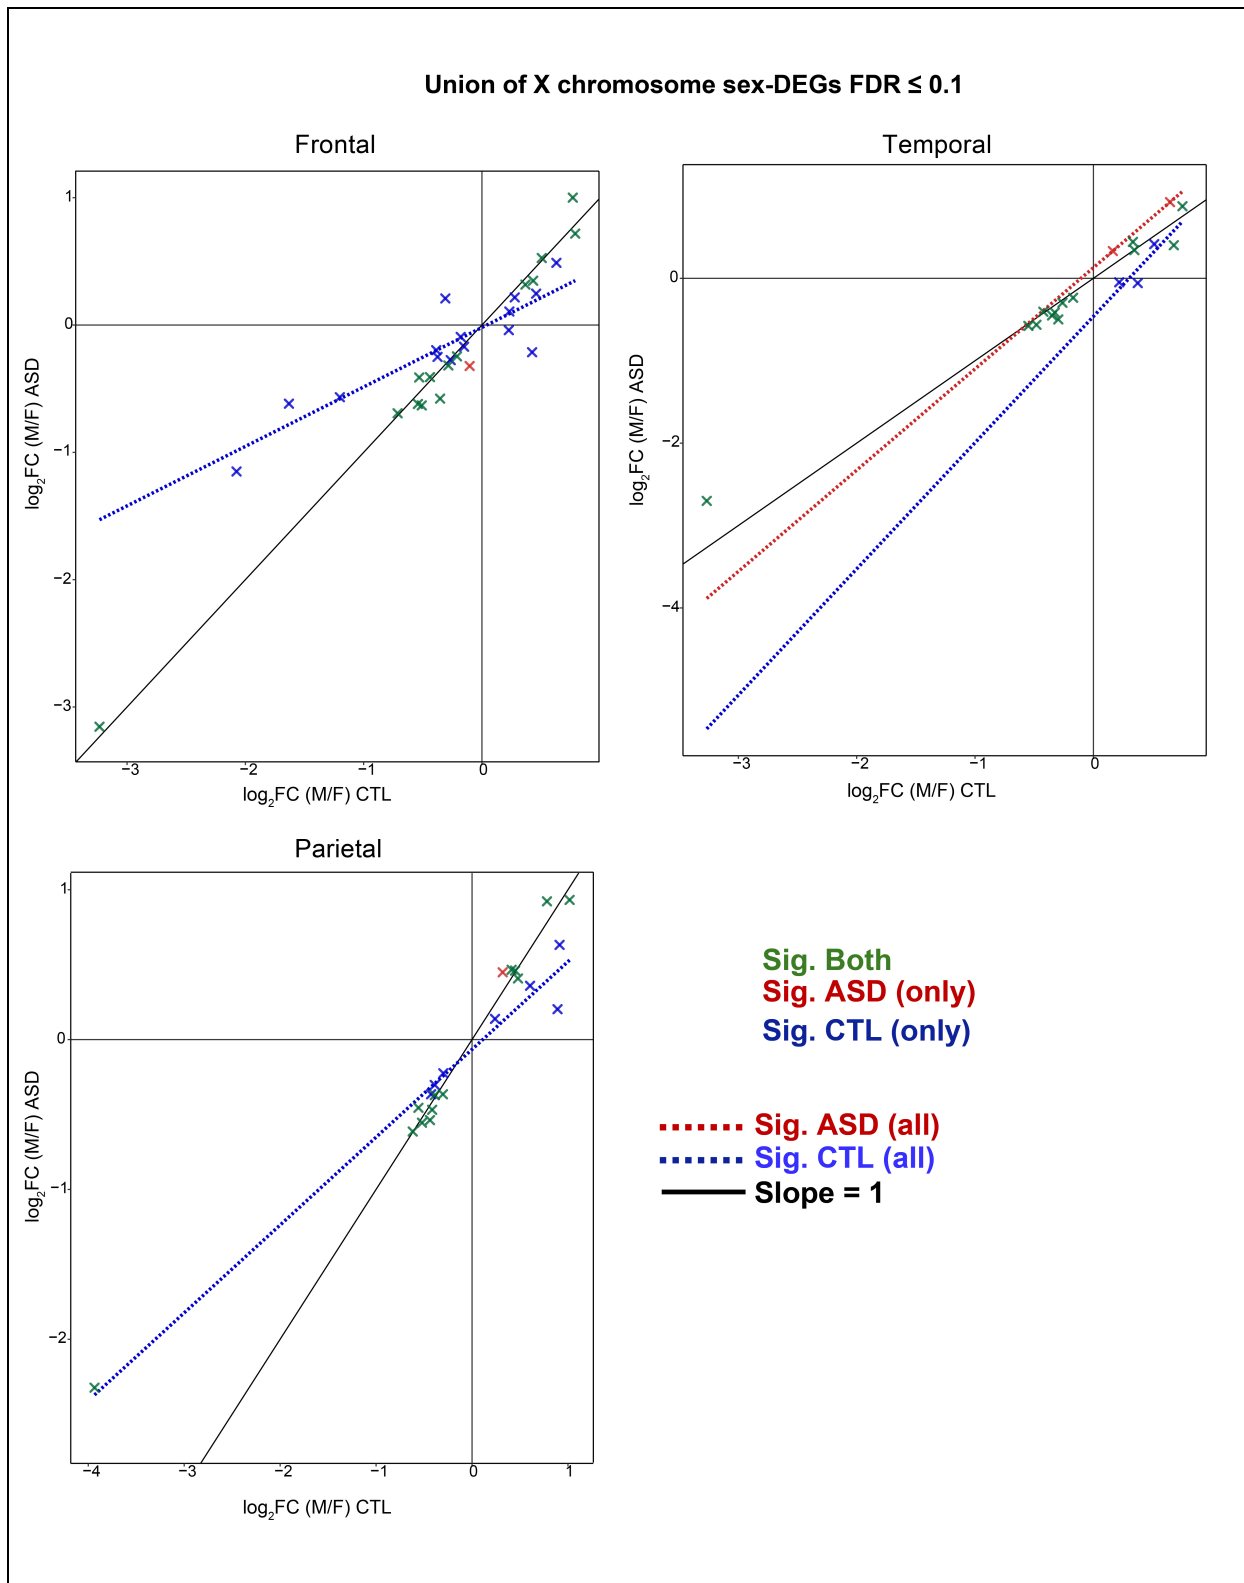 Union of X chromosome sex-DEGs FDR ≤ 0.1
Frontal
1
0
−1
−2
−3
log2FC (M/F) ASD
−3 −2 −1 0
log2FC (M/F) CTL
Temporal
0
−2
−4
log2FC (M/F) ASD
−3 −2 −1 0
log2FC (M/F) CTL
Parietal
1
0
−1
−2
log2FC (M/F) ASD
−4 −3 −2 −1 0 1
log2FC (M/F) CTL
Sig. Both
Sig. ASD (only)
Sig. CTL (only)
Sig. ASD (all)
Sig. CTL (all)
Slope = 1